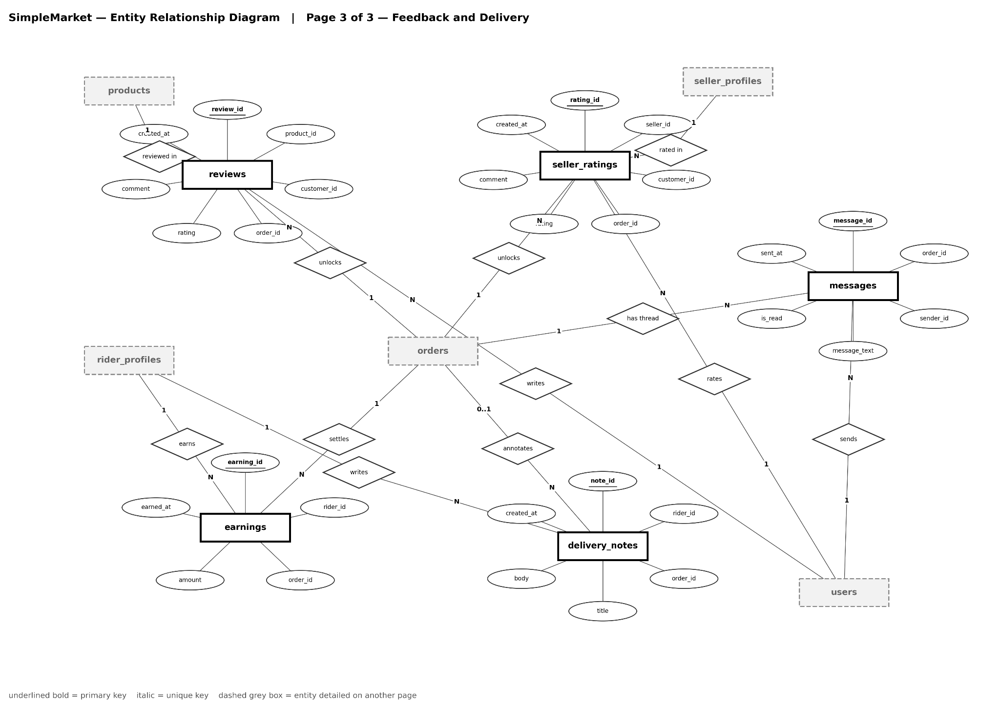 SimpleMarket — Entity Relationship Diagram | Page 3 of 3 — Feedback and Delivery
seller_profiles
products
rating_id
review_id
created_at
seller_id
1
created_at
product_id
1
rated in
N
reviewed in
seller_ratings
reviews
comment
customer_id
comment
customer_id
message_id
N
rating
order_id
N
rating
order_id
sent_at
order_id
unlocks
unlocks
messages
N
1
1
N
N
has thread
is_read
sender_id
1
orders
message_text
rider_profiles
N
rates
writes
1
1
0..1
1
settles
sends
earns
annotates
earning_id
1
1
writes
N
N
note_id
N
1
N
earned_at
rider_id
created_at
rider_id
earnings
delivery_notes
amount
order_id
body
order_id
users
title
underlined bold = primary key italic = unique key dashed grey box = entity detailed on another page